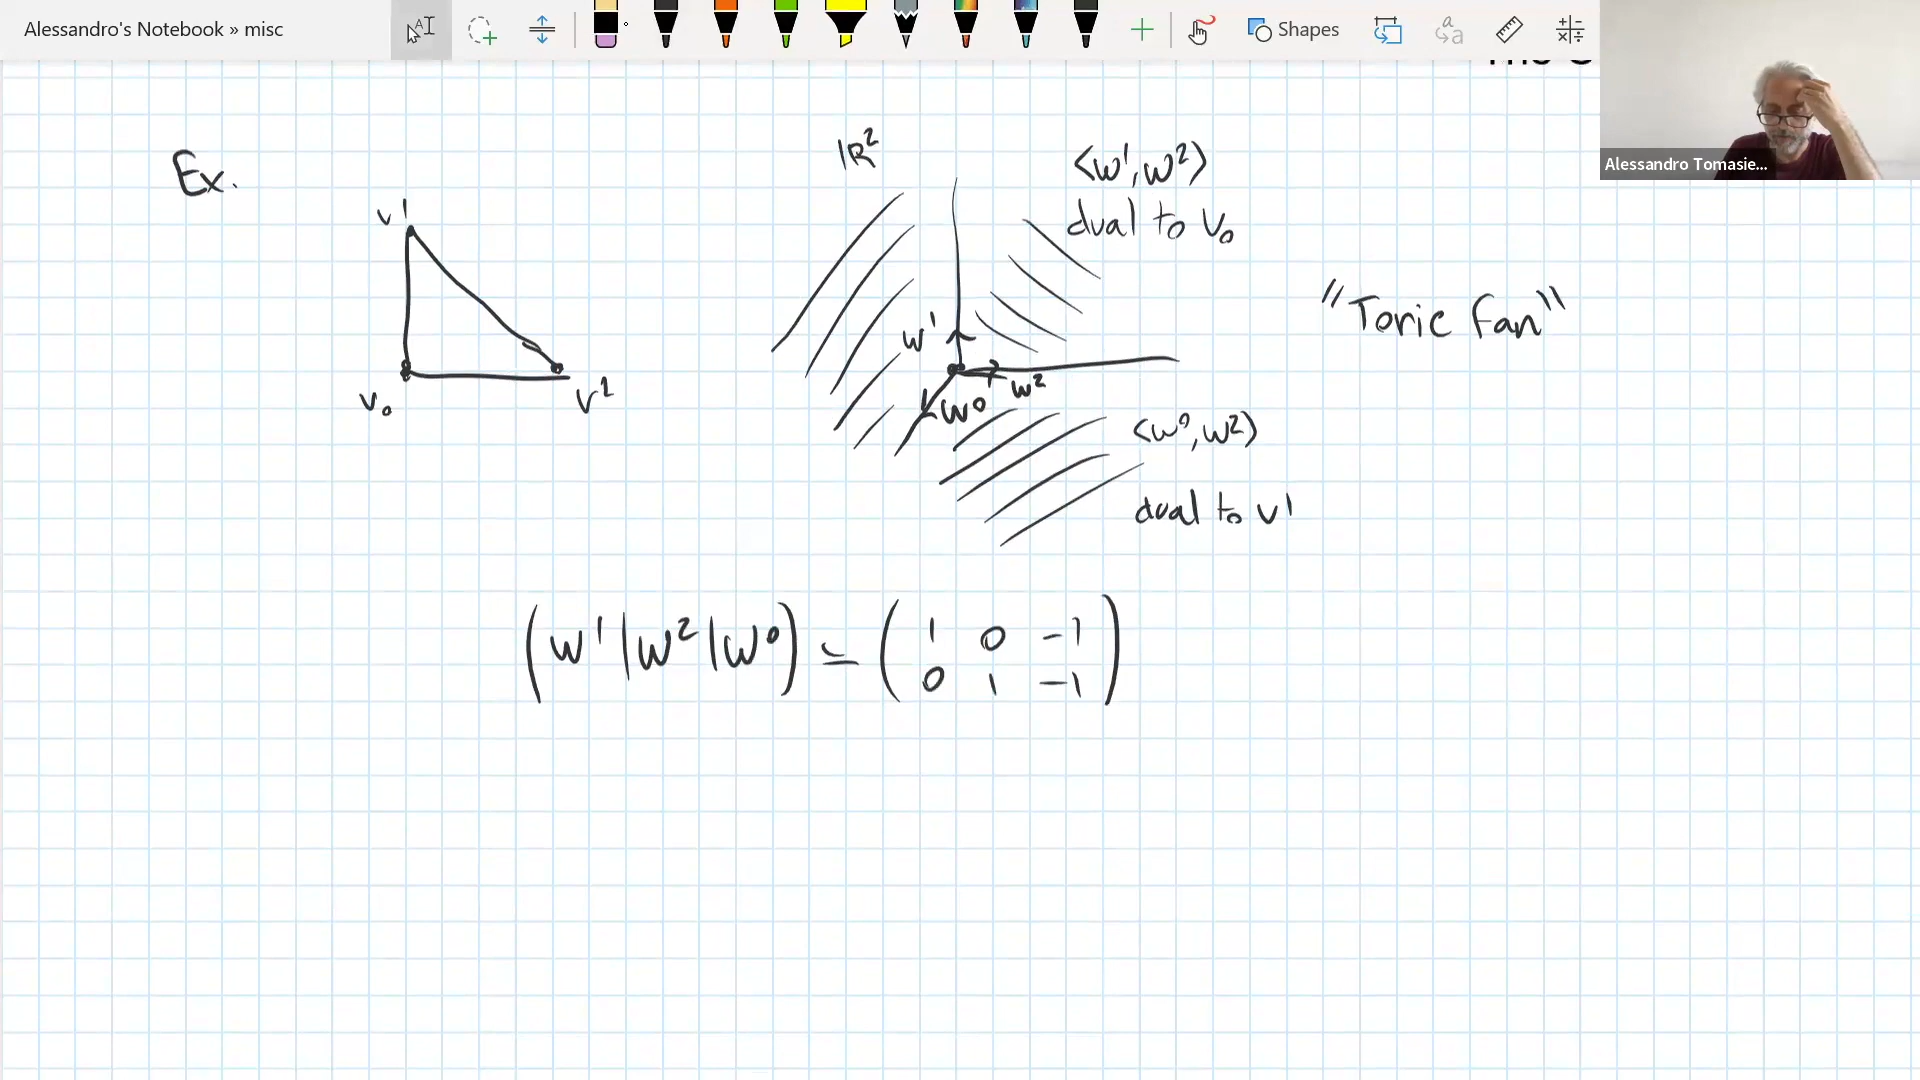 Alessandro's Notebook » misc
Shapes
Alessandro Tomasie...
Ex.
ℝ²
⟨w¹,w²⟩
dual to v₀
v¹
"Toric fan"
w¹
w²
w⁰
v₀
v²
⟨w⁰,w²⟩
dual to v¹
(w¹|w²|w⁰) = (1 0 -1
0 1 -1)